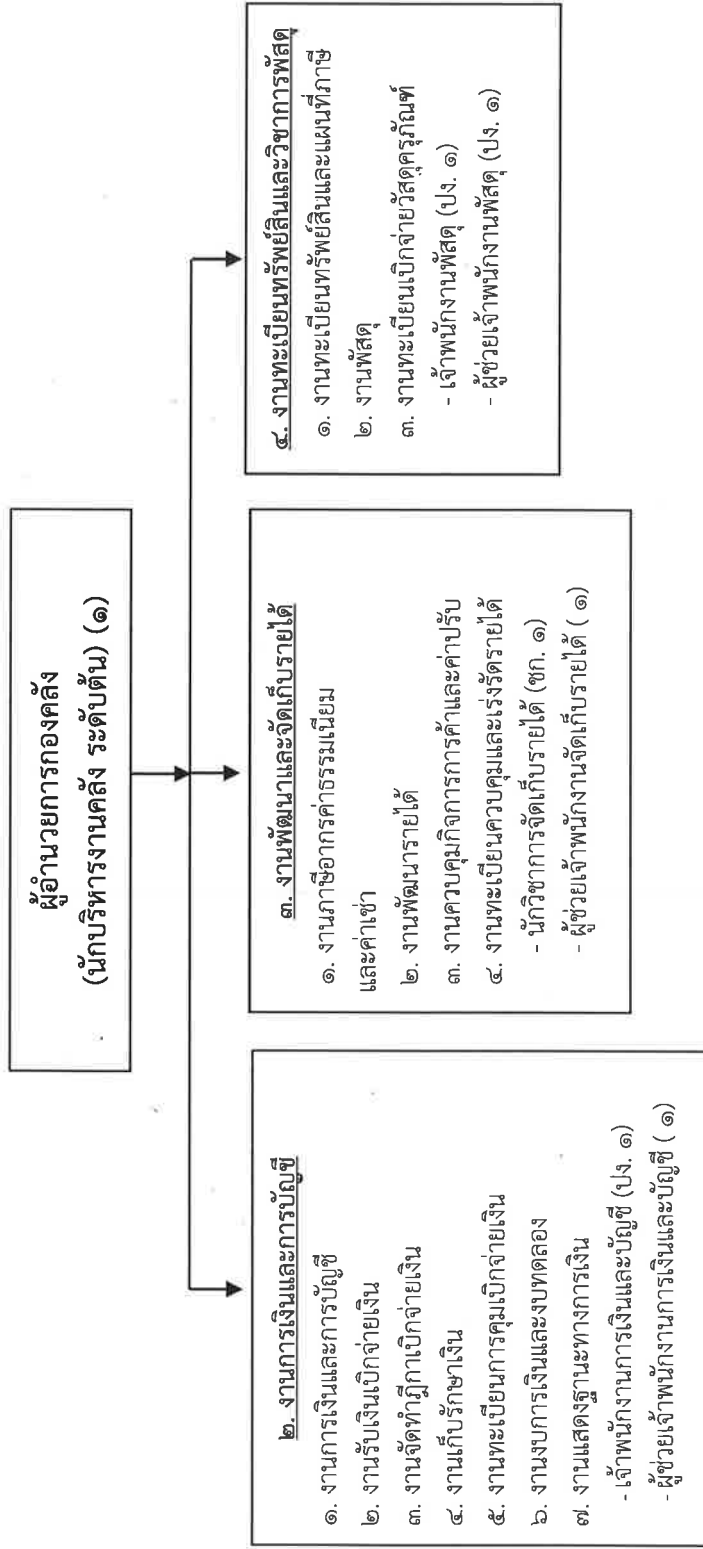 ผู้อำนวยการกองคลัง
(นักบริหารงานคลัง ระดับต้น) (๑)
๒. งานการเงินและการบัญชี
๑. งานการเงินและการบัญชี
๒. งานรับเงินเบิกจ่ายเงิน
๓. งานจัดทำฎีกาเบิกจ่ายเงิน
๔. งานเก็บรักษาเงิน
๕. งานทะเบียนการคุมเบิกจ่ายเงิน
๖. งานงบการเงินและงบทดลอง
๗. งานแสดงฐานะทางการเงิน
- เจ้าพนักงานการเงินและบัญชี (ปง. ๑)
- ผู้ช่วยเจ้าพนักงานการเงินและบัญชี ( ๑)
๓. งานพัฒนาและจัดเก็บรายได้
๑. งานภาษีอากรค่าธรรมเนียม
และค่าเช่า
๒. งานพัฒนารายได้
๓. งานควบคุมกิจการการค้าและค่าปรับ
๔. งานทะเบียนควบคุมและเร่งรัดรายได้
- นักวิชาการจัดเก็บรายได้ (ชก. ๑)
- ผู้ช่วยเจ้าพนักงานจัดเก็บรายได้ ( ๑)
๔. งานทะเบียนทรัพย์สินและวิชาการพัสดุ
๑. งานทะเบียนทรัพย์สินและแผนที่ภาษี
๒. งานพัสดุ
๓. งานทะเบียนเบิกจ่ายวัสดุครุภัณฑ์
- เจ้าพนักงานพัสดุ (ปง. ๑)
- ผู้ช่วยเจ้าพนักงานพัสดุ (ปง. ๑)